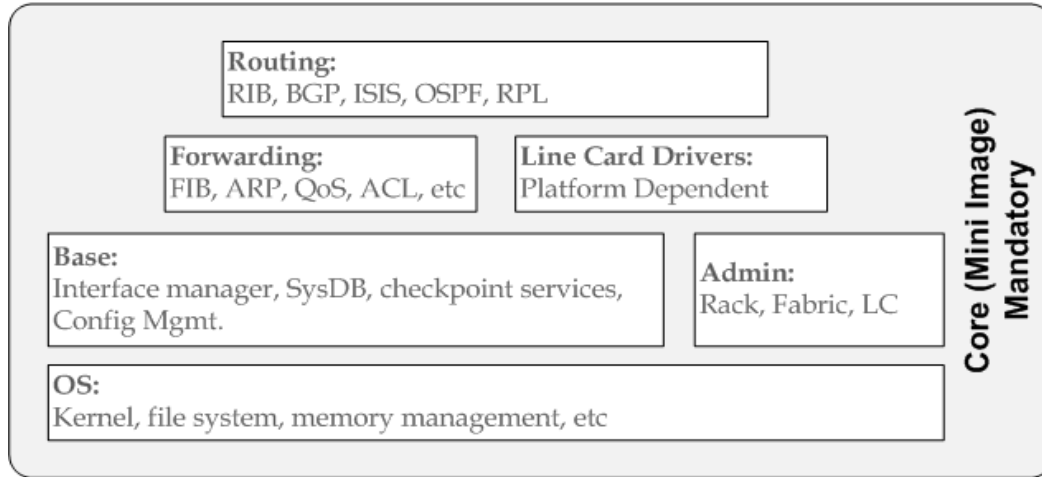 Routing:
RIB, BGP, ISIS, OSPF, RPL
Forwarding:
FIB, ARP, QoS, ACL, etc
Line Card Drivers:
Platform Dependent
Base:
Interface manager, SysDB, checkpoint services,
Config Mgmt.
Admin:
Rack, Fabric, LC
OS:
Kernel, file system, memory management, etc
Core (Mini Image)
Mandatory